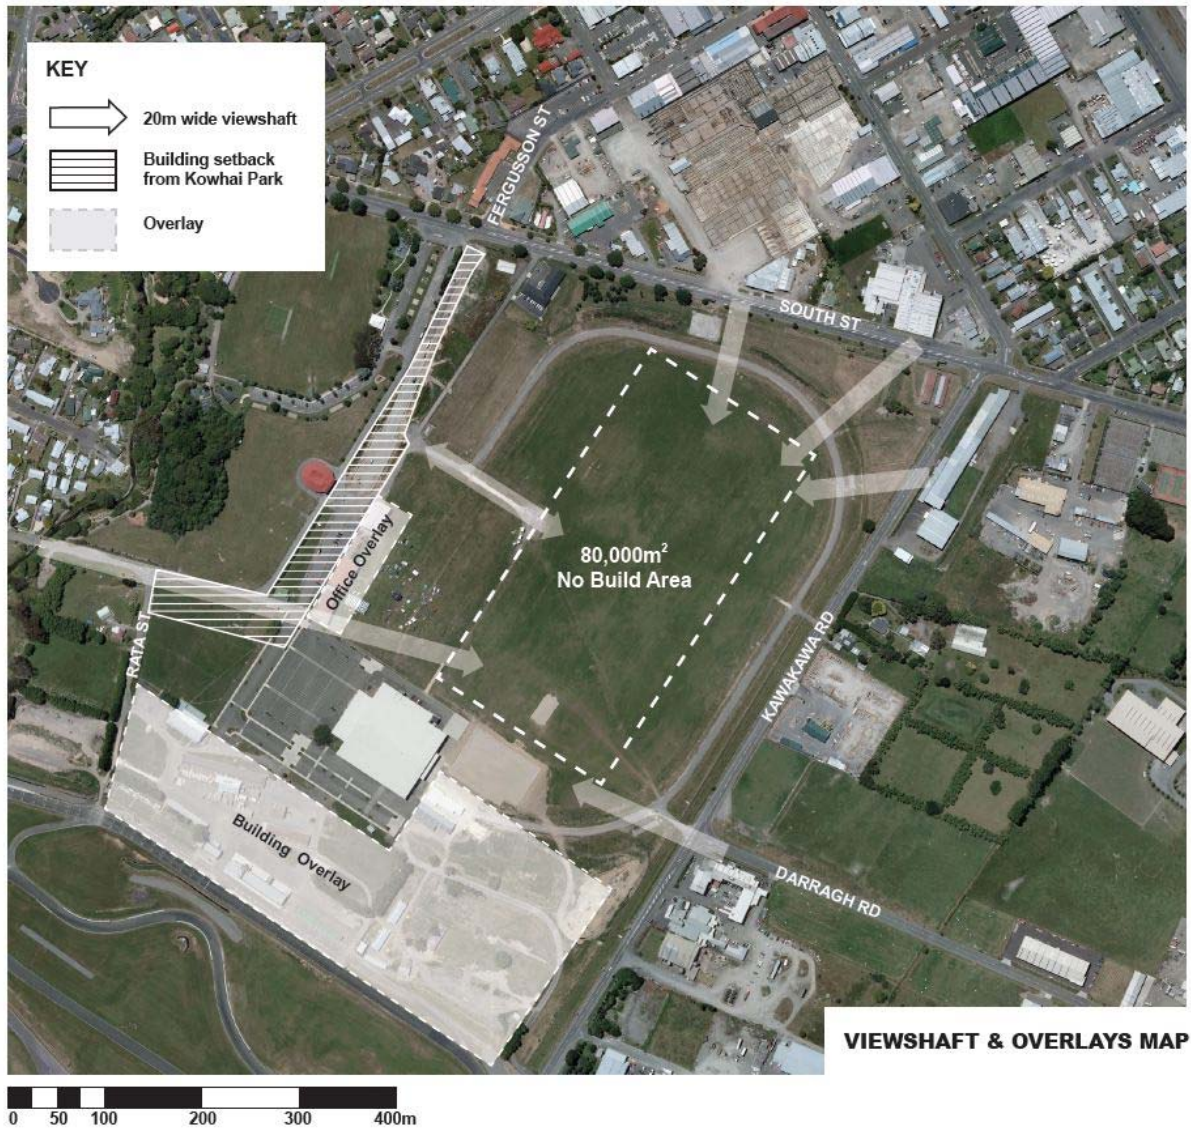 KEY
20m wide viewshaft
Building setback
from Kowhai Park
Overlay
FERGUSSON ST
SOUTH ST
80,000m²
No Build Area
Office Overlay
RATA ST
KAWAKAWA RD
Building Overlay
DARRAGH RD
VIEWSHAFT & OVERLAYS MAP
0 50 100 200 300 400m